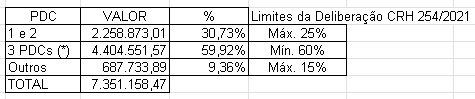 PDC VALOR % Limites da Deliberação CRH 254/2021
1 e 2 2.258.873,01 30,73% Máx. 25%
3 PDCs (*) 4.404.551,57 59,92% Mín. 60%
Outros 687.733,89 9,36% Máx. 15%
TOTAL 7.351.158,47